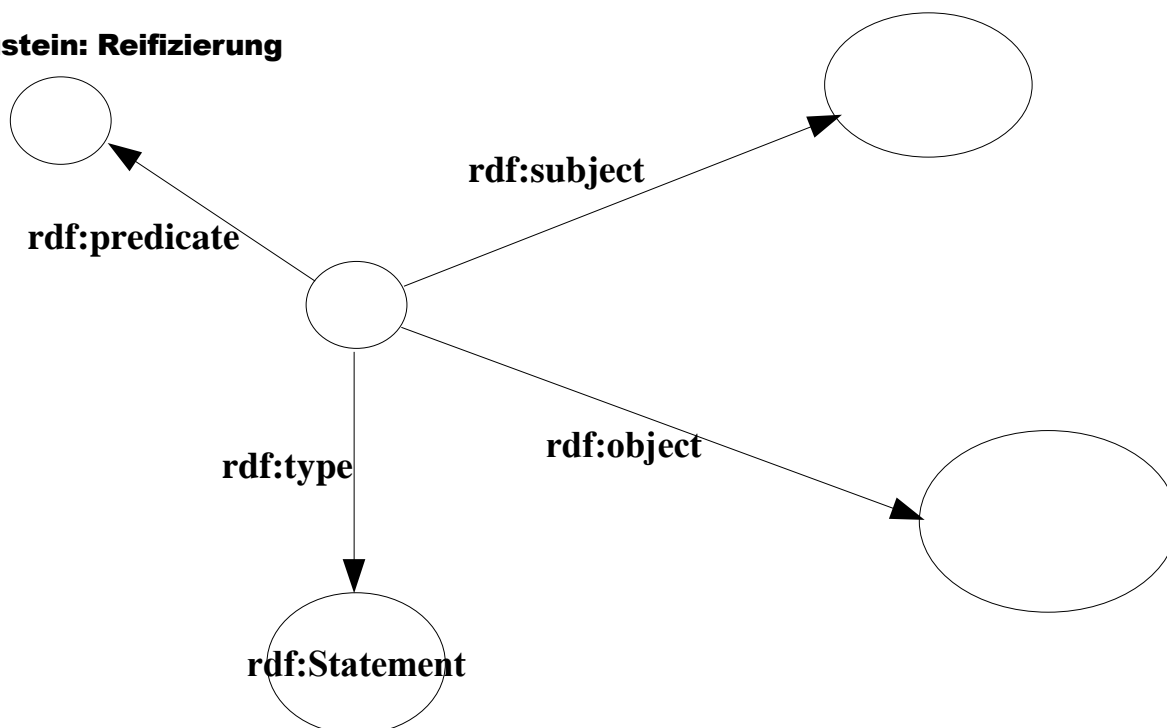 stein: Reifizierung
rdf:subject
rdf:predicate
rdf:object
rdf:type
rdf:Statement